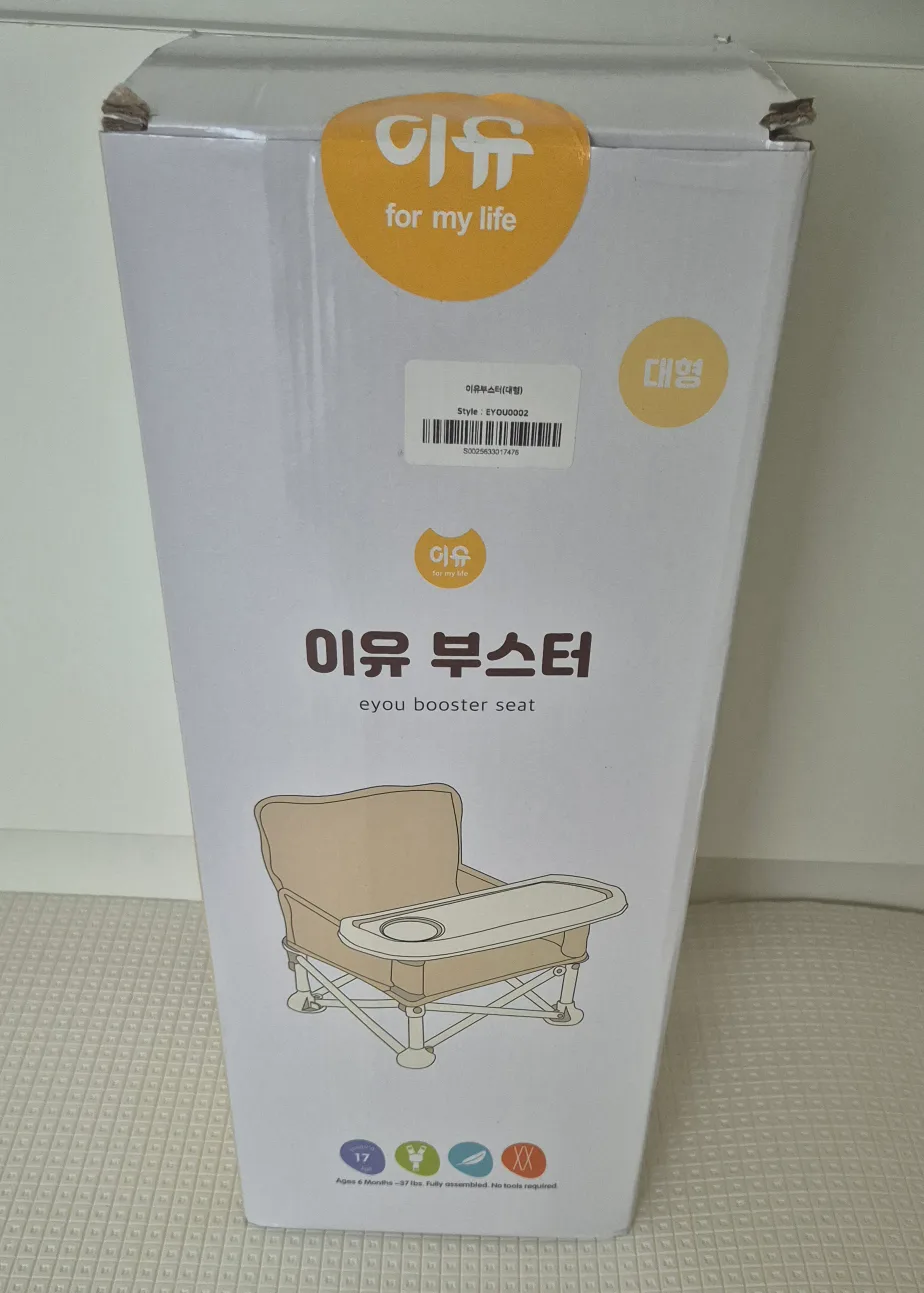 이유
for my life
대형
이유부스터(대형)
Style : EYOU0002
S0025633017476
이유
for my life
이유 부스터
eyou booster seat
17
Ages 6 Months ~37 lbs. Fully assembled. No tools required.